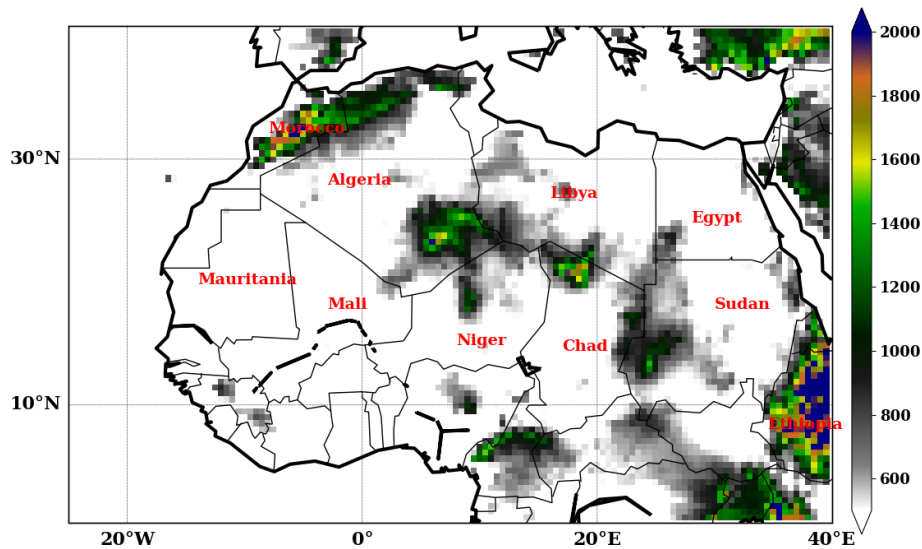 2000
1800
Morocco
1600
30°N
Algeria
Libya
Egypt
1400
Mauritania
Mali
Sudan
1200
Niger
Chad
1000
10°N
800
Ethiopia
600
20°W
0°
20°E
40°E